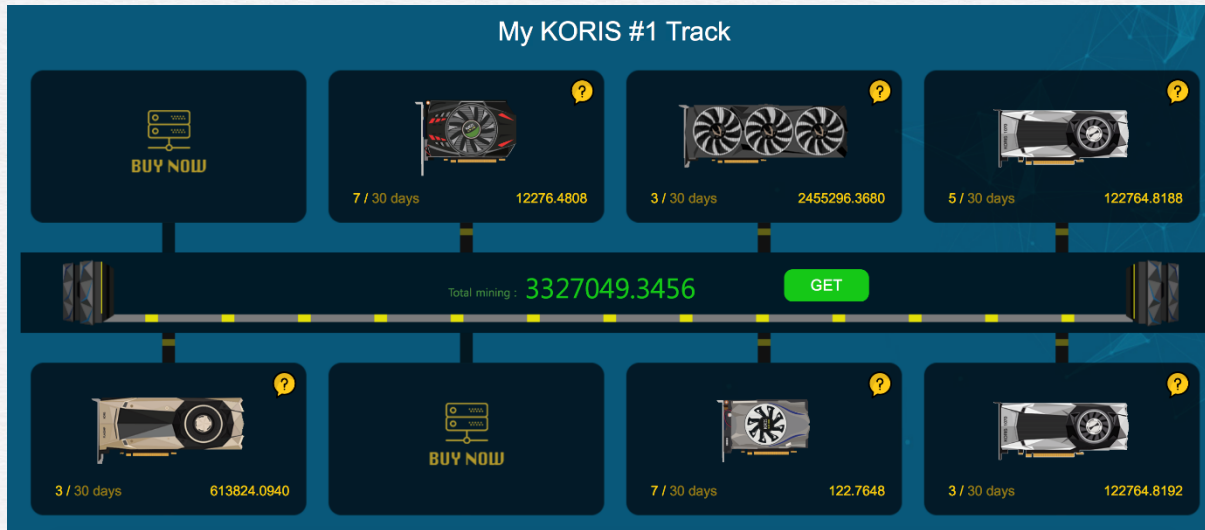 My KORIS #1 Track
BUY NOW
?
7 / 30 days 12276.4808
?
3 / 30 days 2455296.3680
?
5 / 30 days 122764.8188
Total mining : 3327049.3456 GET
?
3 / 30 days 613824.0940
BUY NOW
?
7 / 30 days 122.7648
?
3 / 30 days 122764.8192